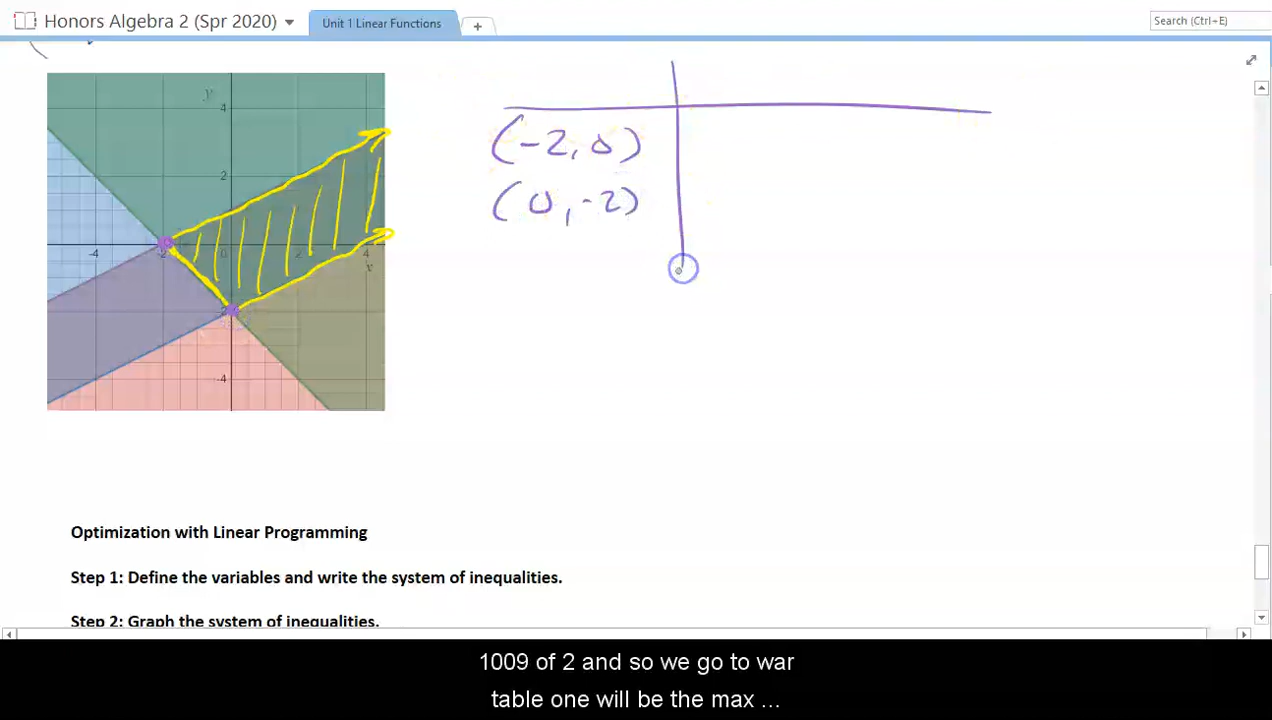 Honors Algebra 2 (Spr 2020)
Unit 1 Linear Functions
+
Search (Ctrl+E)
y
4
2
-4
-2
0
2
4
x
-2
-4
(-2, 0)
(0, -2)
Optimization with Linear Programming
Step 1: Define the variables and write the system of inequalities.
Step 2: Graph the system of inequalities.
1009 of 2 and so we go to war
table one will be the max ...